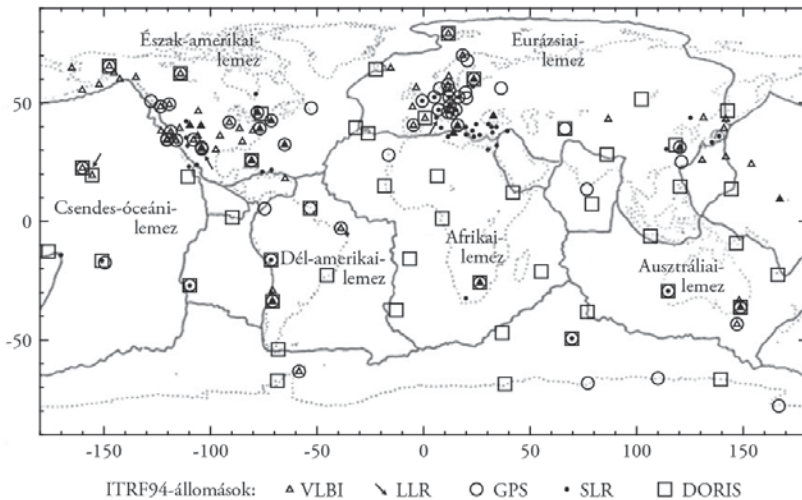 Észak-amerikai-
lemez
Eurázsiai-
lemez
Csendes-óceáni-
lemez
Dél-amerikai-
lemez
Afrikai-
lemez
Ausztráliai-
lemez
50
0
-50
-150 -100 -50 0 50 100 150
ITRF94-állomások: VLBI LLR GPS SLR DORIS